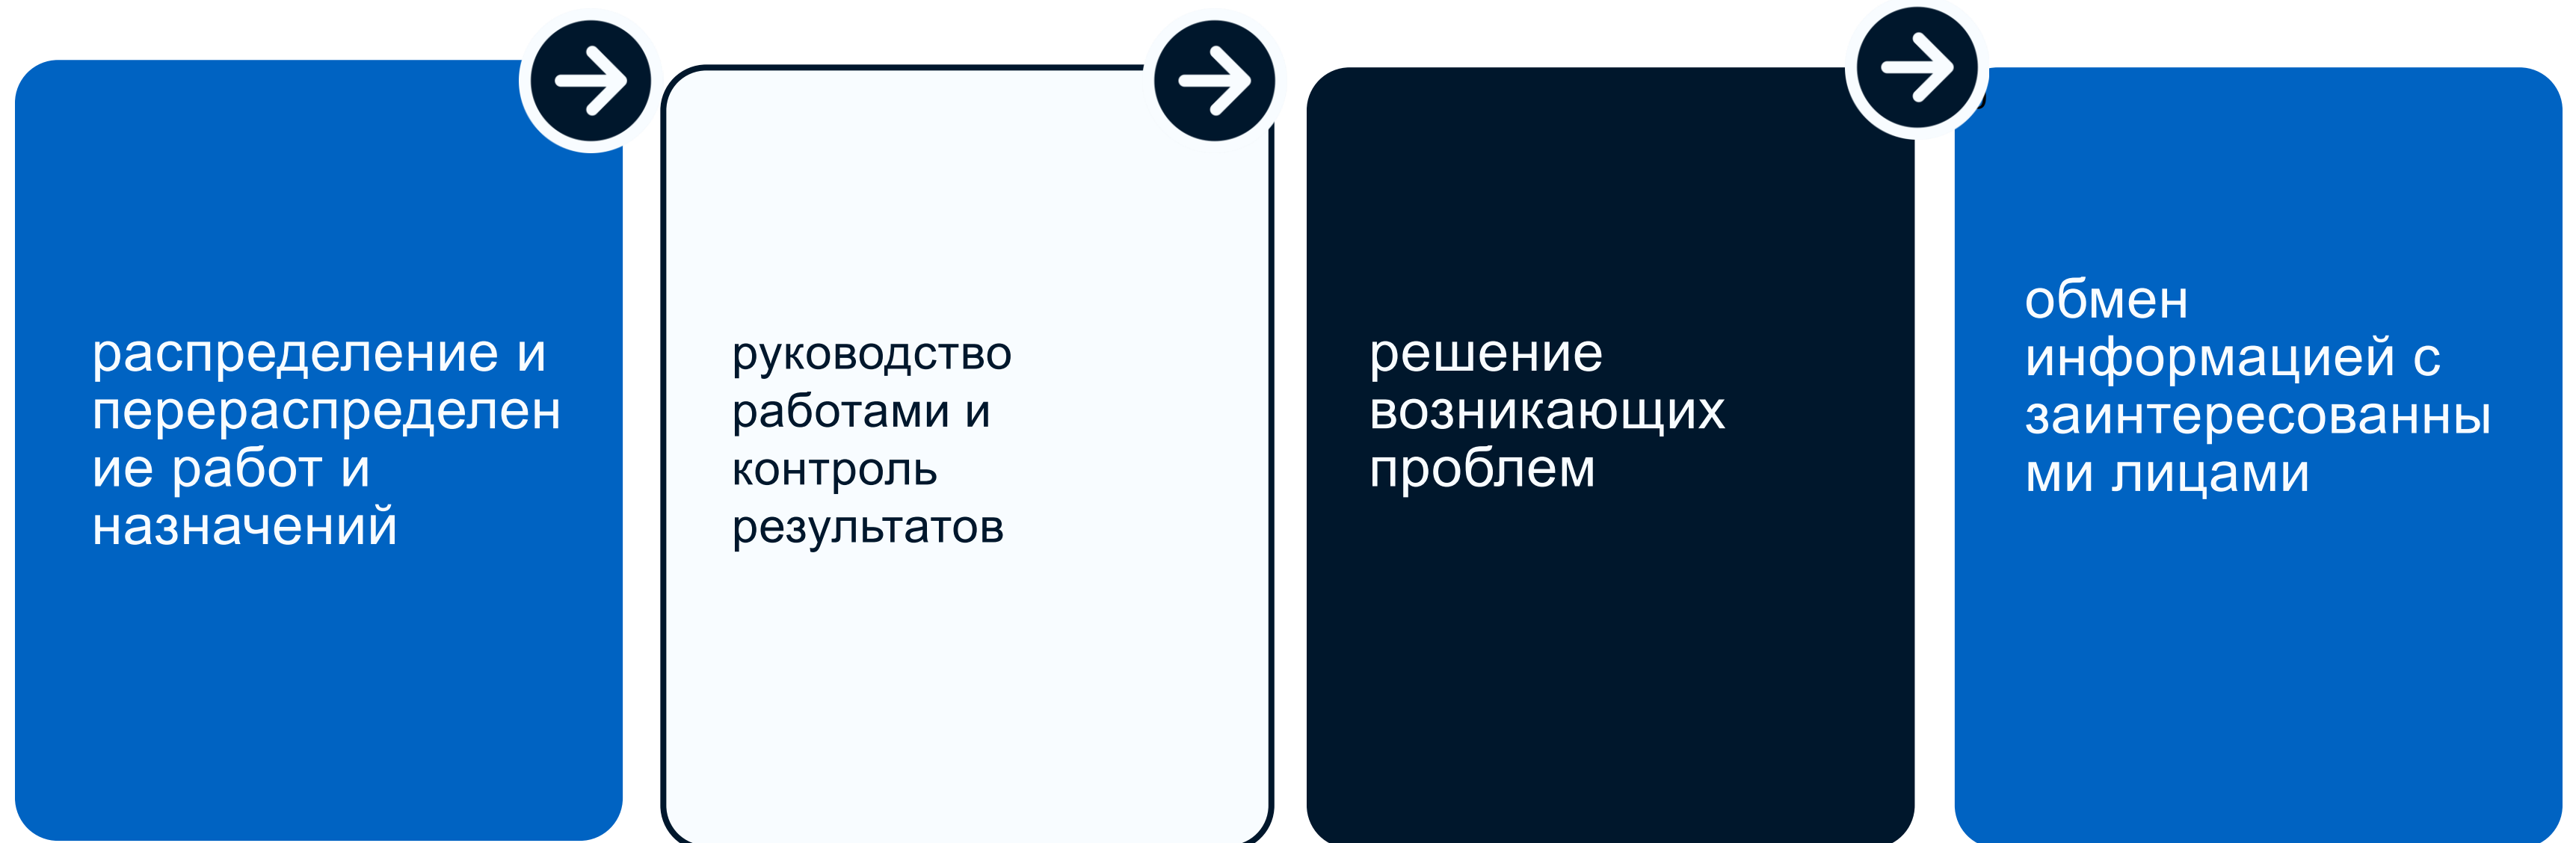 распределение и
перераспределен
ие работ и
назначений
руководство
работами и
контроль
результатов
решение
возникающих
проблем
обмен
информацией с
заинтересованны
ми лицами